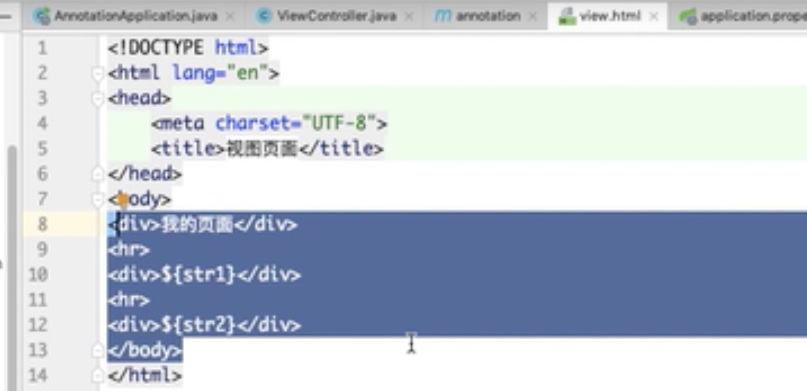 AnnotationApplication.java × ViewController.java × m annotation × view.html × application.prope
1 <!DOCTYPE html>
2 <html lang="en">
3 <head>
4 <meta charset="UTF-8">
5 <title>视图页面</title>
6 </head>
7 <body>
8 <div>我的页面</div>
9 <hr>
10 <div>${str1}</div>
11 <hr>
12 <div>${str2}</div>
13 </body>
14 </html>